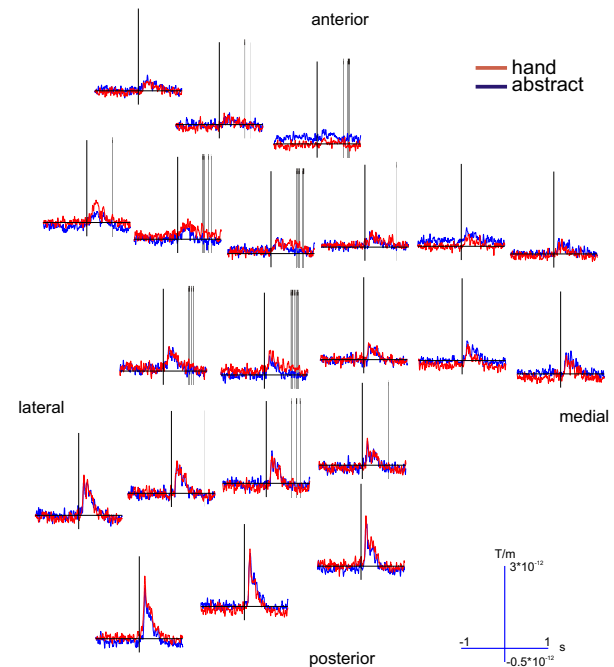 anterior
hand
abstract
lateral
medial
T/m
3*10⁻¹²
-1
1
s
-0.5*10⁻¹²
posterior